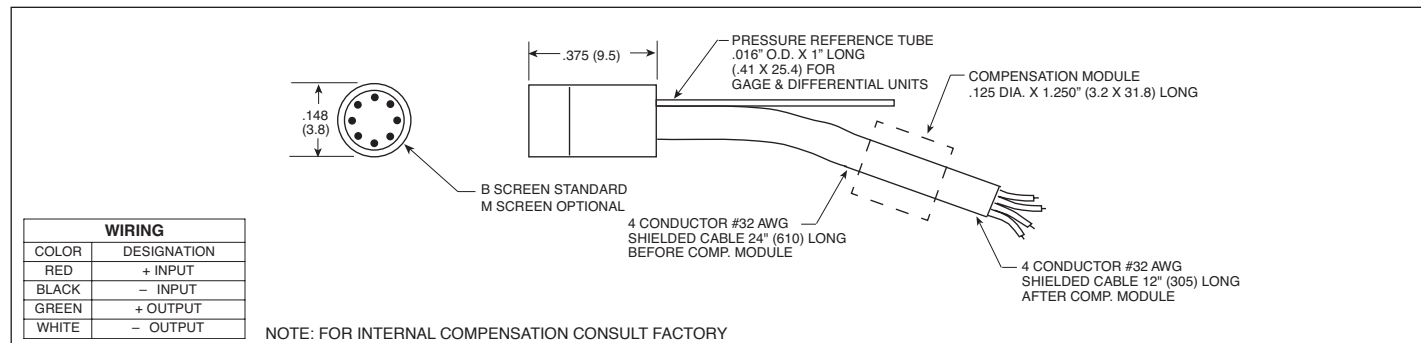 .375 (9.5)
PRESSURE REFERENCE TUBE
.016” O.D. X 1” LONG
(.41 X 25.4) FOR
GAGE & DIFFERENTIAL UNITS
COMPENSATION MODULE
.125 DIA. X 1.250” (3.2 X 31.8) LONG
.148
(3.8)
B SCREEN STANDARD
M SCREEN OPTIONAL
4 CONDUCTOR #32 AWG
SHIELDED CABLE 24" (610) LONG
BEFORE COMP. MODULE
4 CONDUCTOR #32 AWG
SHIELDED CABLE 12" (305) LONG
AFTER COMP. MODULE
WIRING
COLOR DESIGNATION
RED + INPUT
BLACK – INPUT
GREEN + OUTPUT
WHITE – OUTPUT
NOTE: FOR INTERNAL COMPENSATION CONSULT FACTORY